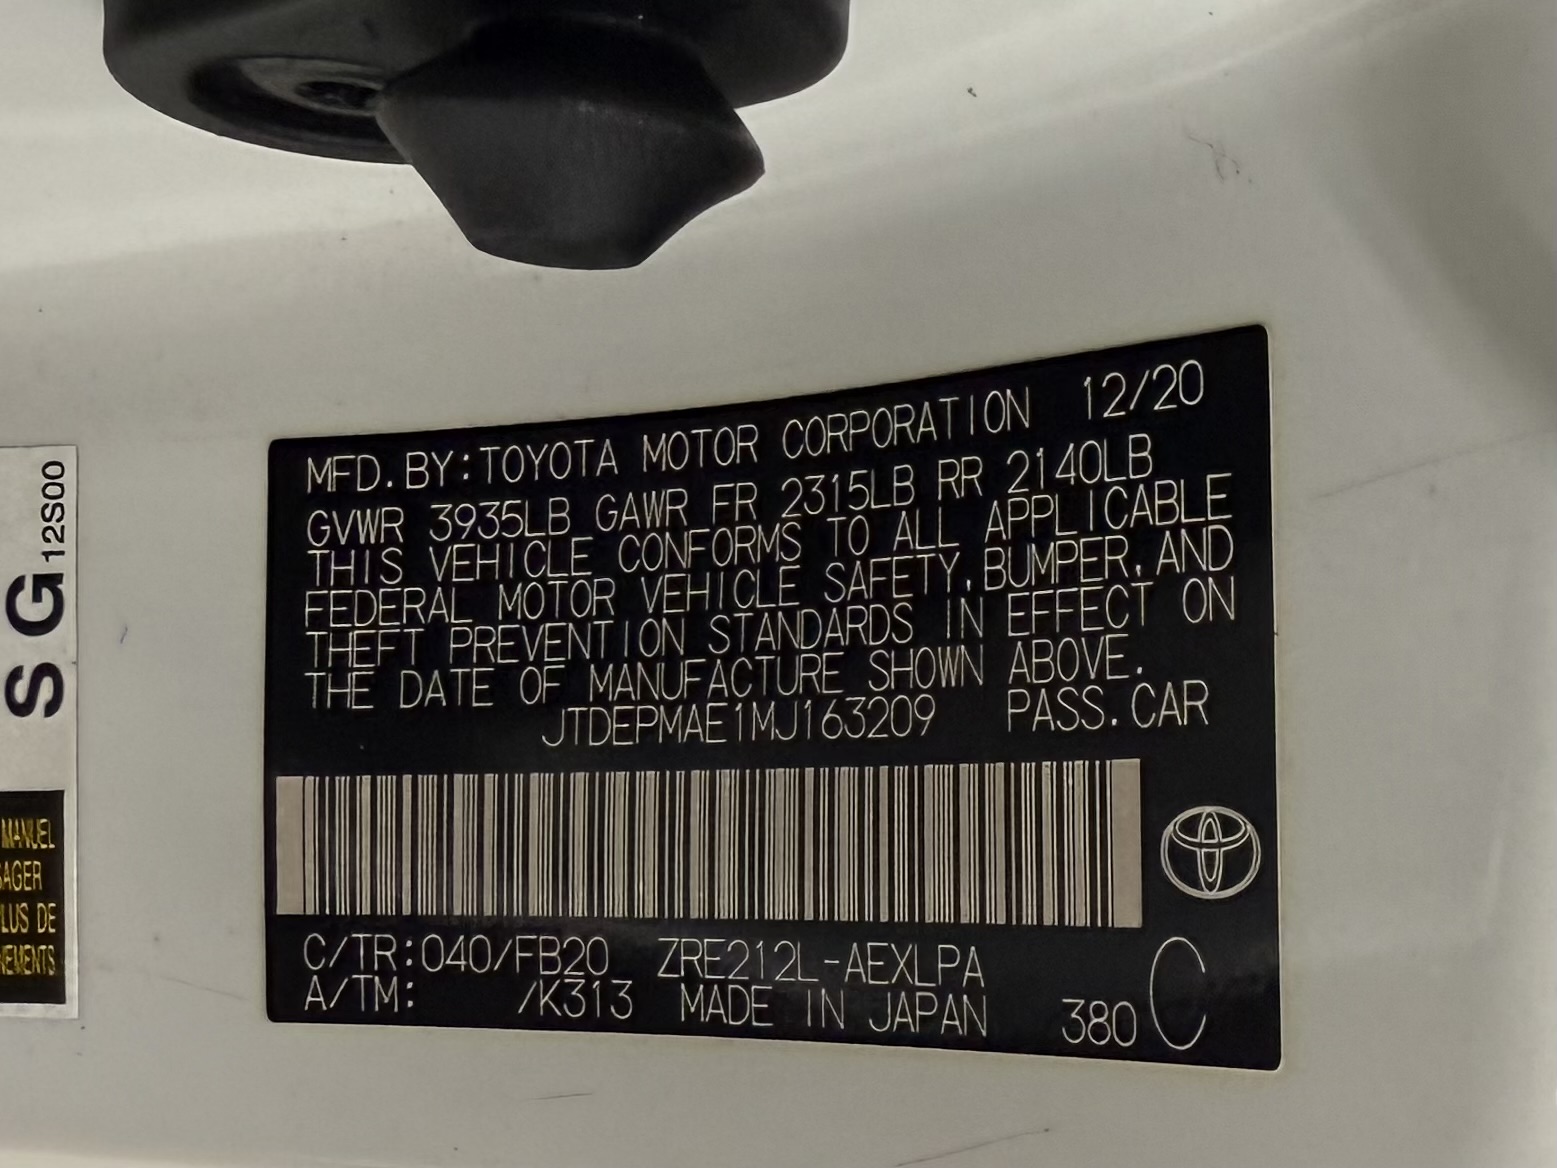 MFD. BY: TOYOTA MOTOR CORPORATION 12/20
GVWR 3935LB GAWR FR 2315LB RR 2140LB
THIS VEHICLE CONFORMS TO ALL APPLICABLE
FEDERAL MOTOR VEHICLE SAFETY, BUMPER, AND
THEFT PREVENTION STANDARDS IN EFFECT ON
THE DATE OF MANUFACTURE SHOWN ABOVE.
JTDEPMAE1MJ163209 PASS. CAR
C/TR: 040/FB20 ZRE212L-AEXLPA
A/TM: /K313 MADE IN JAPAN 380 C
SG 12S00
MANUEL
SAGER
PLUS DE
NEMENTS